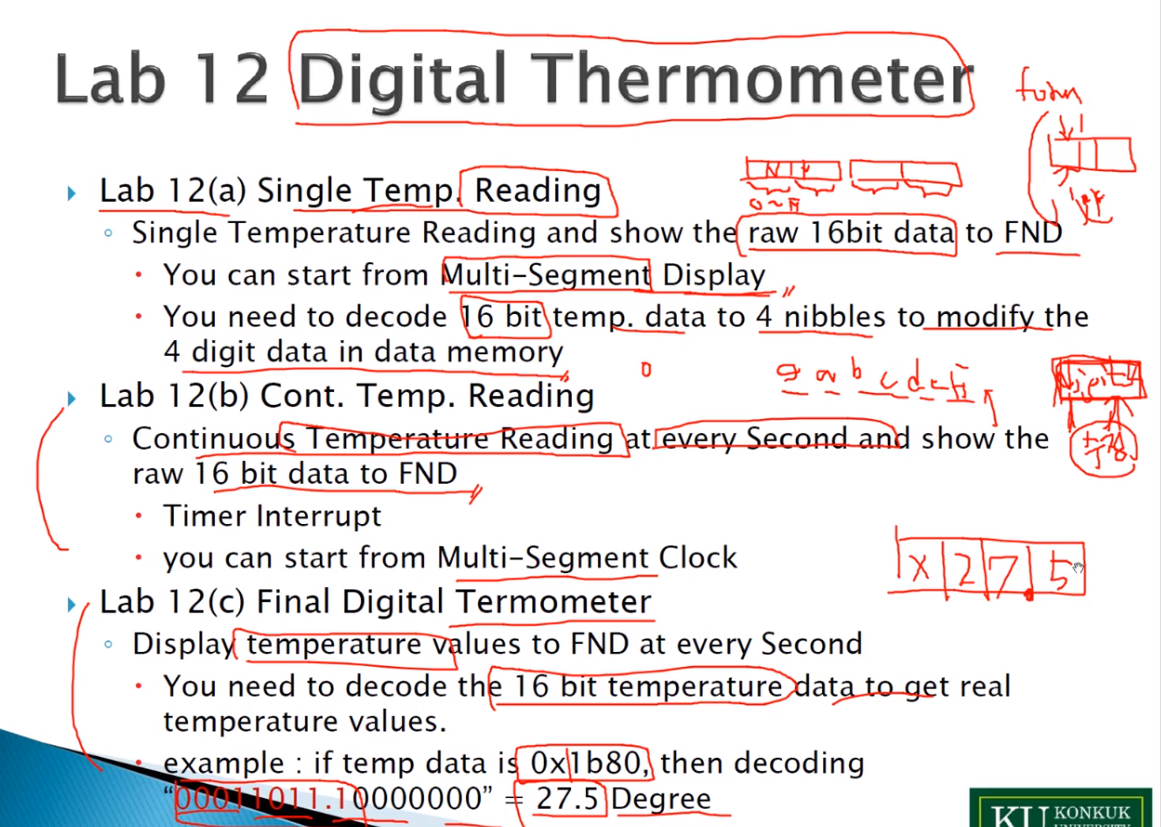 Lab 12 Digital Thermometer
form
Lab 12(a) Single Temp. Reading
Single Temperature Reading and show the raw 16bit data to FND
You can start from Multi-Segment Display
You need to decode 16 bit temp. data to 4 nibbles to modify the
4 digit data in data memory
0
g a b c d e f
Lab 12(b) Cont. Temp. Reading
Continuous Temperature Reading at every Second and show the
raw 16 bit data to FND
Timer Interrupt
you can start from Multi-Segment Clock
x 2 7. 5
Lab 12(c) Final Digital Termometer
Display temperature values to FND at every Second
You need to decode the 16 bit temperature data to get real
temperature values.
example : if temp data is 0x1b80, then decoding
“00011011.10000000” = 27.5 Degree
KU KONKUK